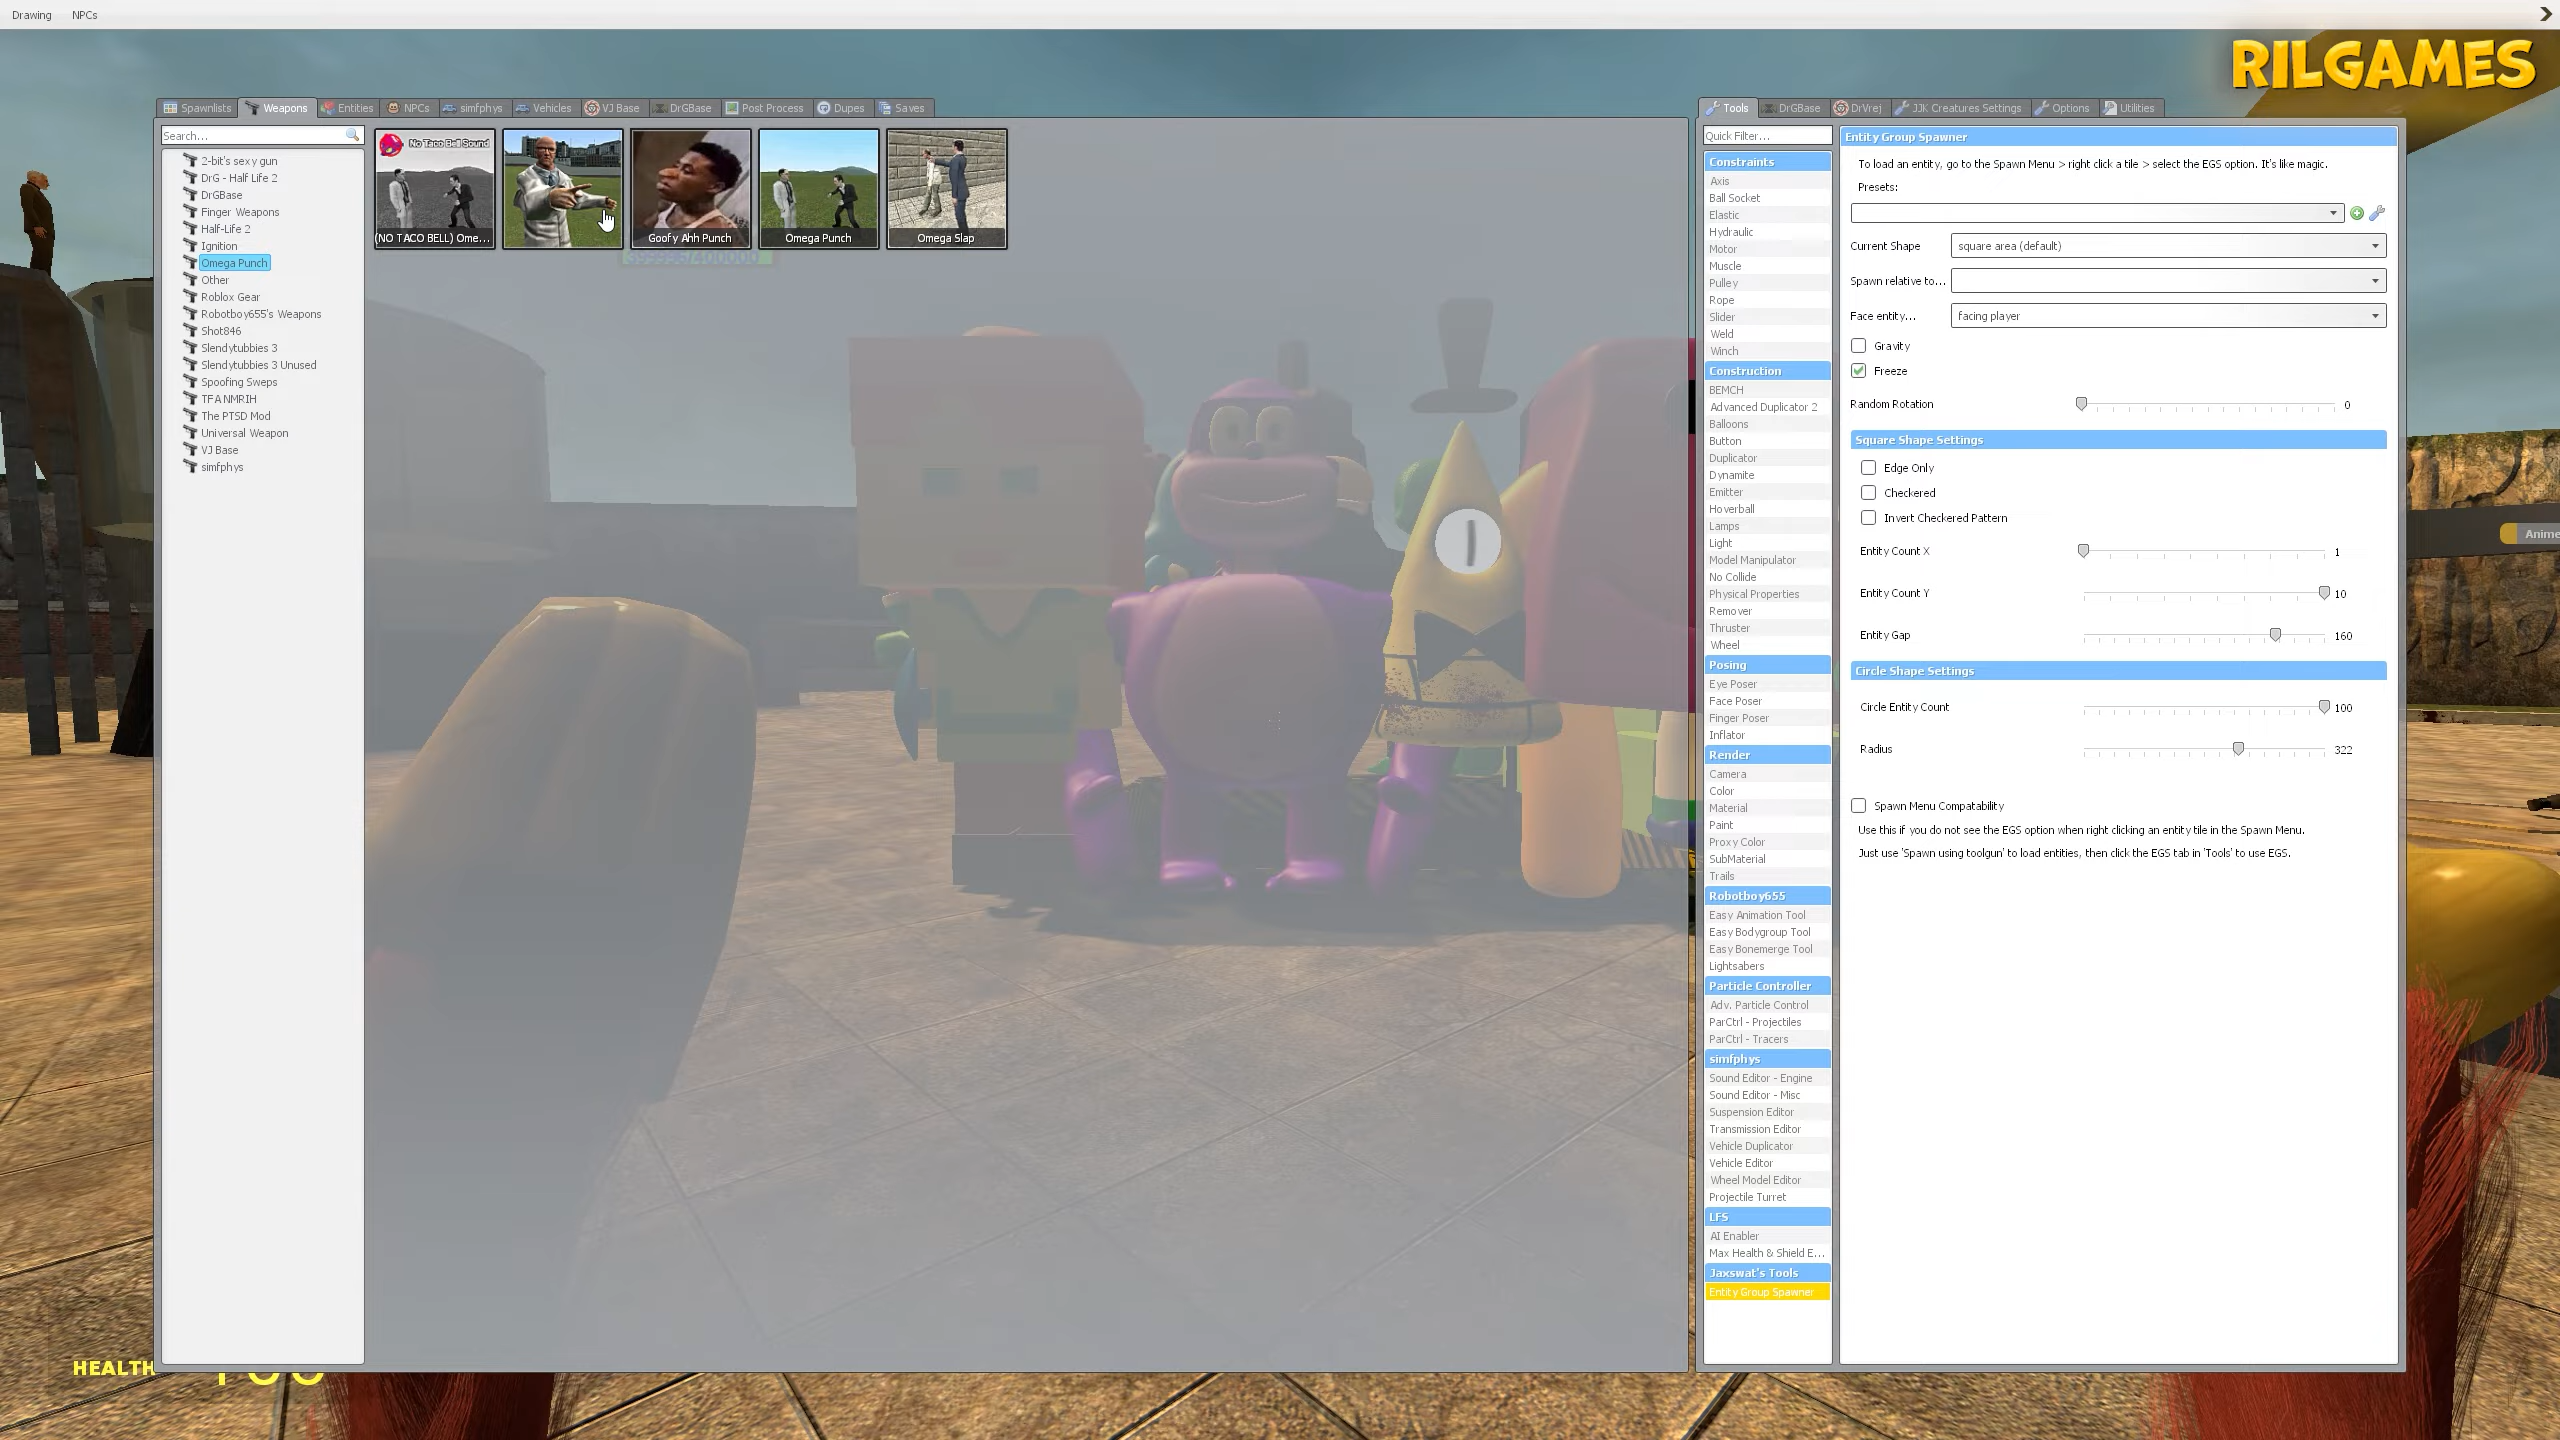 Drawing NPCs
RILGAMES
Spawnlists Weapons Entities NPCs simfphys Vehicles VJ Base DrGBase Post Process Dupes Saves
Search...
2-bit's sexy gun
DrG - Half Life 2
DrGBase
Finger Weapons
Half-Life 2
Ignition
Omega Punch
Other
Roblox Gear
Robotboy655's Weapons
Shot846
Slendytubbies 3
Slendytubbies 3 Unused
Spoofing Sweps
TFA NMRIH
The PTSD Mod
Universal Weapon
VJ Base
simfphys
No Taco Bell Sound
(NO TACO BELL) Ome...
Goofy Ahh Punch
Omega Punch
Omega Slap
399995/400000
Tools DrGBase DrVrej JJK Creatures Settings Options Utilities
Quick Filter...
Constraints
Axis
Ball Socket
Elastic
Hydraulic
Motor
Muscle
Pulley
Rope
Slider
Weld
Winch
Construction
BEMCH
Advanced Duplicator 2
Balloons
Button
Duplicator
Dynamite
Emitter
Hoverball
Lamps
Light
Model Manipulator
No Collide
Physical Properties
Remover
Thruster
Wheel
Posing
Eye Poser
Face Poser
Finger Poser
Inflator
Render
Camera
Color
Material
Paint
Proxy Color
SubMaterial
Trails
Robotboy655
Easy Animation Tool
Easy Bodygroup Tool
Easy Bonemerge Tool
Lightsabers
Particle Controller
Adv. Particle Control
ParCtrl - Projectiles
ParCtrl - Tracers
simfphys
Sound Editor - Engine
Sound Editor - Misc
Suspension Editor
Transmission Editor
Vehicle Duplicator
Vehicle Editor
Wheel Model Editor
Projectile Turret
LFS
AI Enabler
Max Health & Shield E...
Jaxswat's Tools
Entity Group Spawner
Entity Group Spawner
To load an entity, go to the Spawn Menu > right click a tile > select the EGS option. It's like magic.
Presets:
Current Shape square area (default)
Spawn relative to...
Face entity... facing player
Gravity
Freeze
Random Rotation 0
Square Shape Settings
Edge Only
Checkered
Invert Checkered Pattern
Entity Count X 1
Entity Count Y 10
Entity Gap 160
Circle Shape Settings
Circle Entity Count 100
Radius 322
Spawn Menu Compatability
Use this if you do not see the EGS option when right clicking an entity tile in the Spawn Menu.
Just use 'Spawn using toolgun' to load entities, then click the EGS tab in 'Tools' to use EGS.
Anime
HEALTH